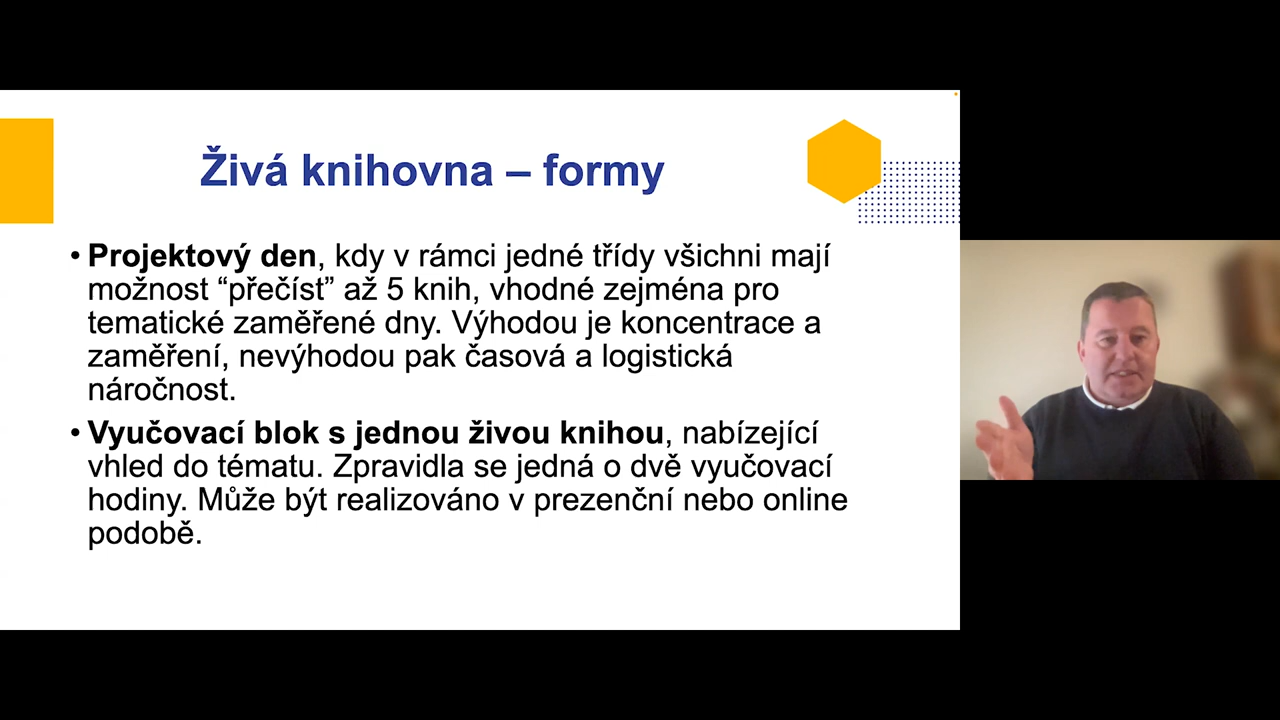 Živá knihovna – formy
• Projektový den, kdy v rámci jedné třídy všichni mají
možnost “přečíst” až 5 knih, vhodné zejména pro
tematické zaměřené dny. Výhodou je koncentrace a
zaměření, nevýhodou pak časová a logistická
náročnost.
• Vyučovací blok s jednou živou knihou, nabízející
vhled do tématu. Zpravidla se jedná o dvě vyučovací
hodiny. Může být realizováno v prezenční nebo online
podobě.